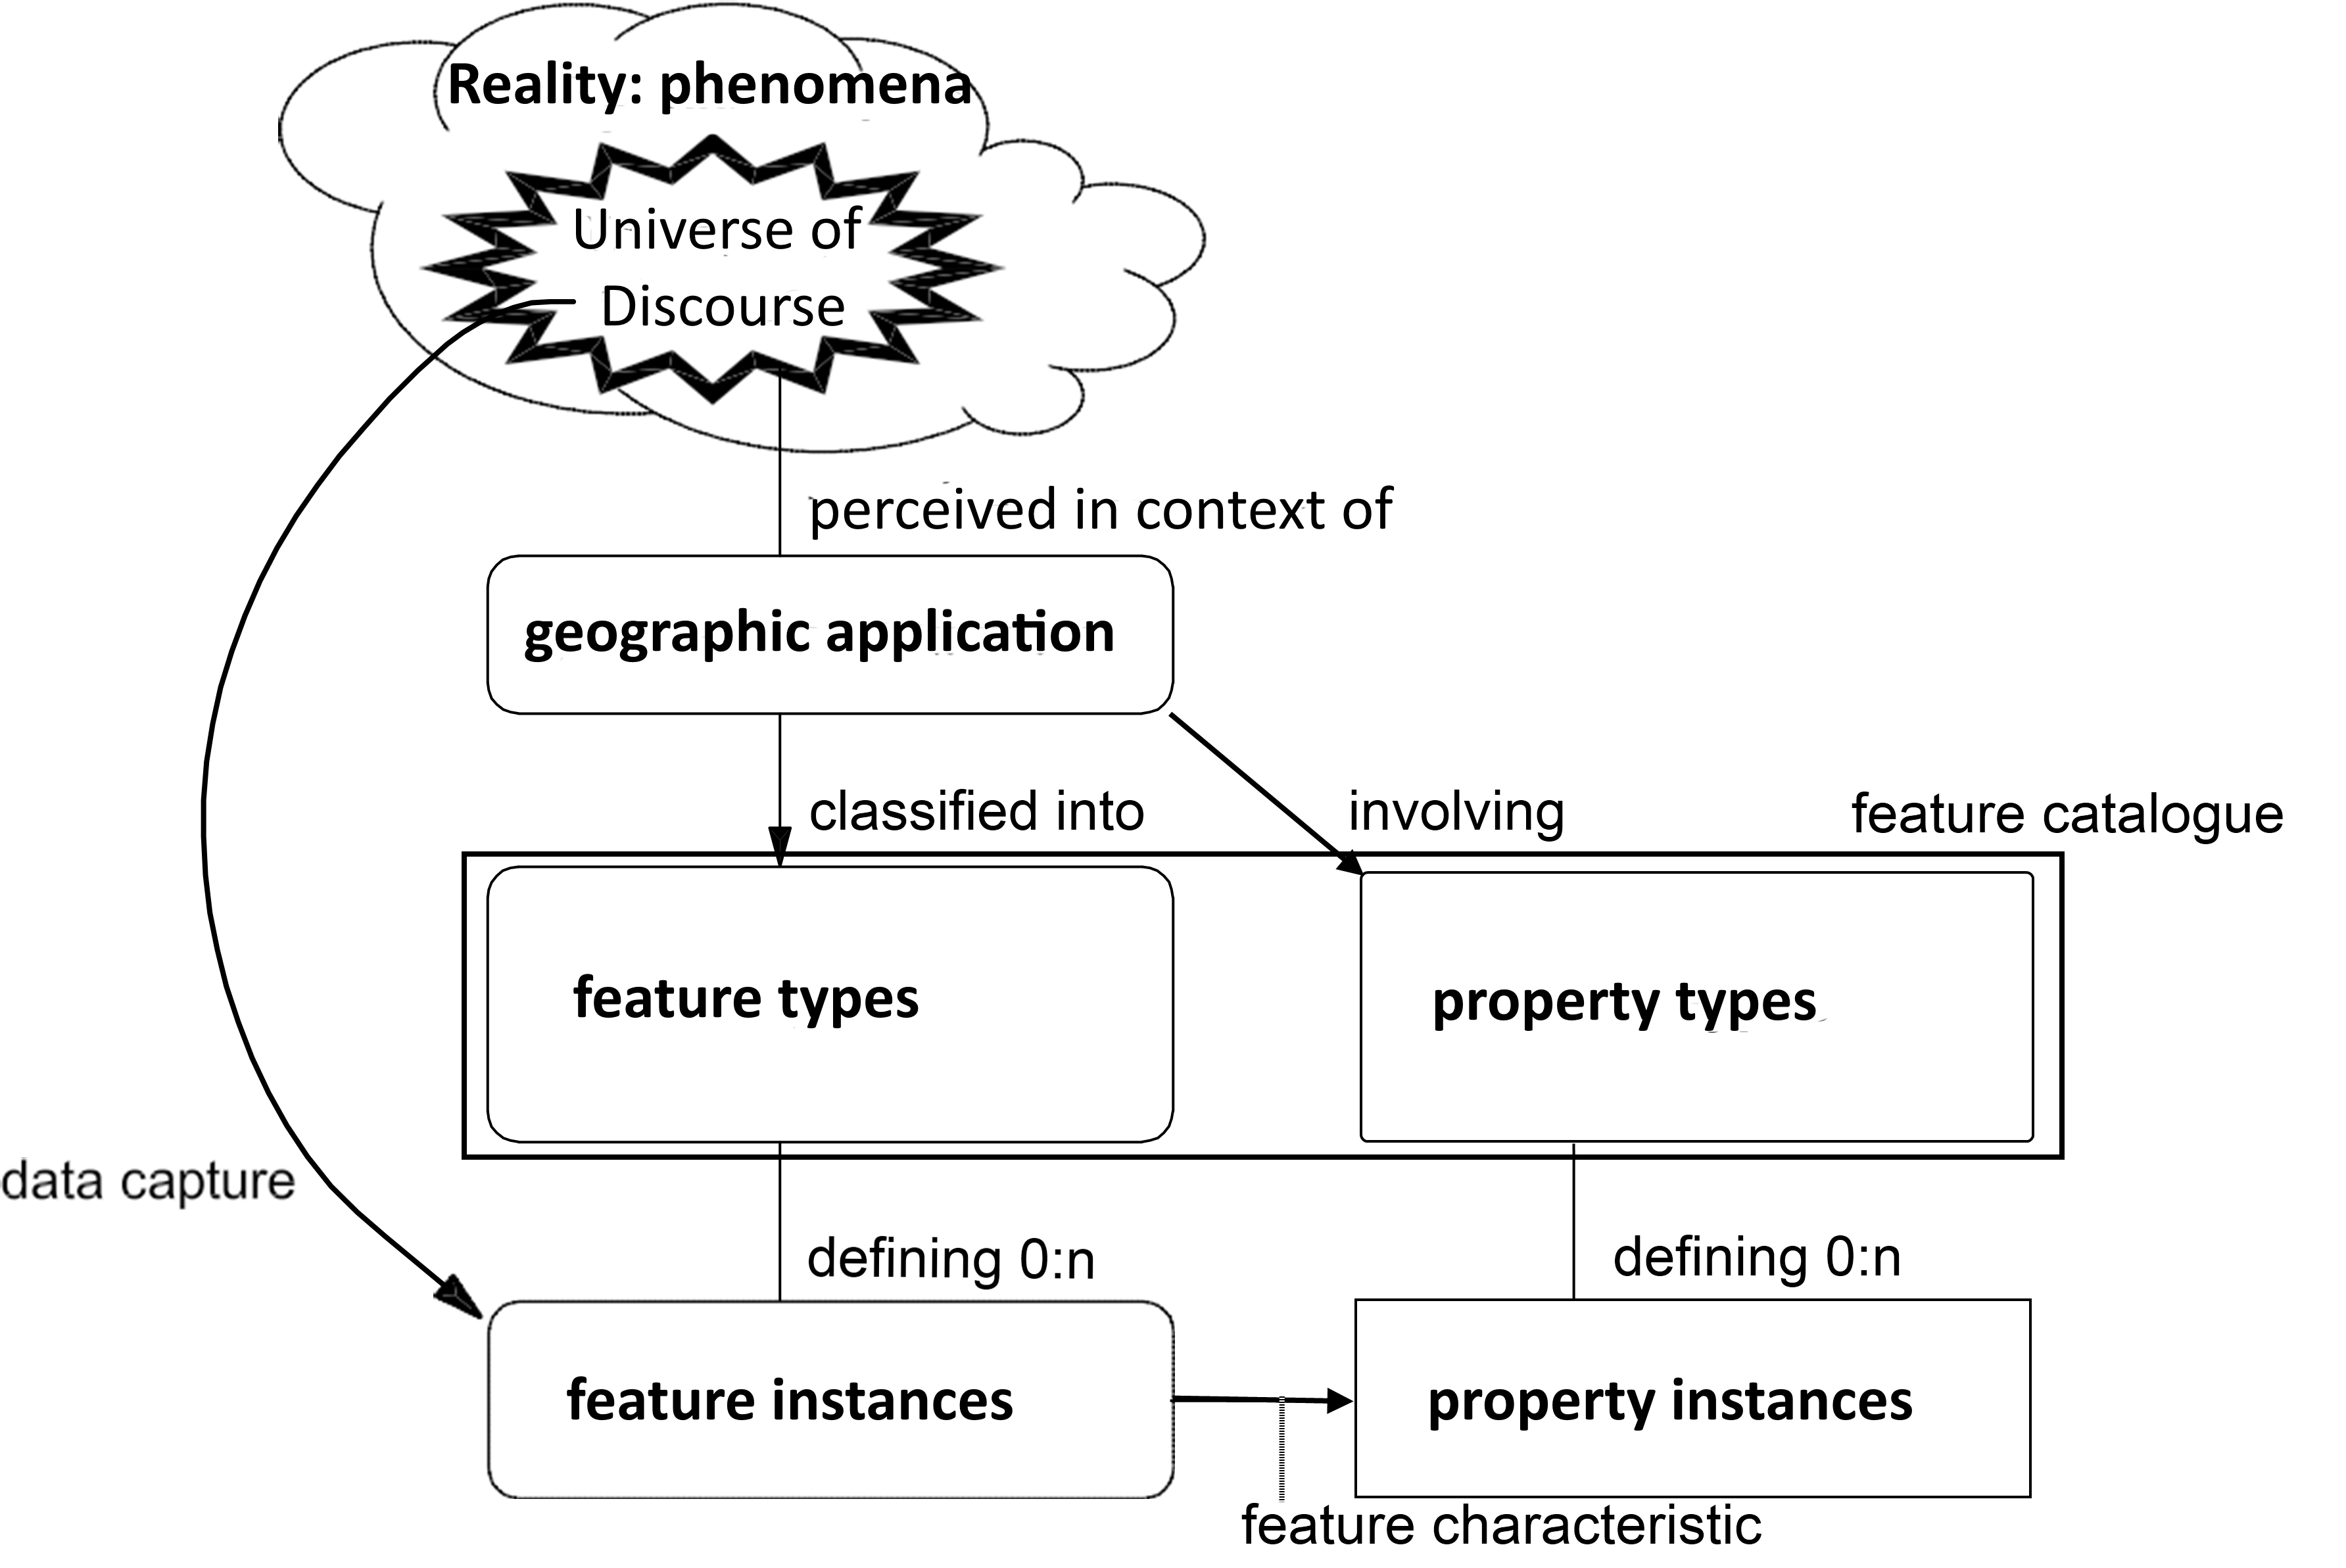 Reality: phenomena
Universe of
Discourse
perceived in context of
geographic application
classified into
involving
feature catalogue
feature types
property types
data capture
defining 0:n
defining 0:n
feature instances
property instances
feature characteristic